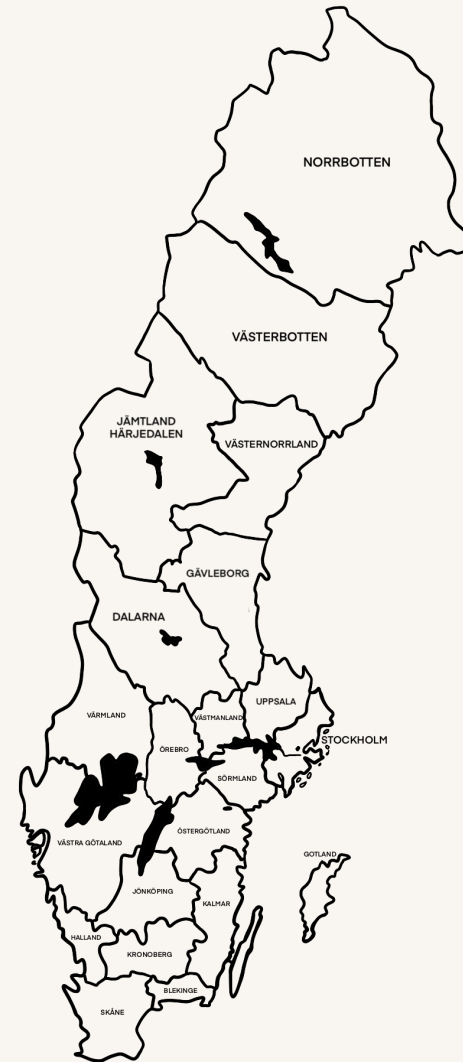 NORRBOTTEN
VÄSTERBOTTEN
JÄMTLAND
HÄRJEDALEN
VÄSTERNORRLAND
GÄVLEBORG
DALARNA
UPPSALA
VÄRMLAND
VÄSTMANLAND
STOCKHOLM
ÖREBRO
SÖRMLAND
ÖSTERGÖTLAND
VÄSTRA GÖTALAND
GOTLAND
JÖNKÖPING
KALMAR
HALLAND
KRONOBERG
BLEKINGE
SKÅNE